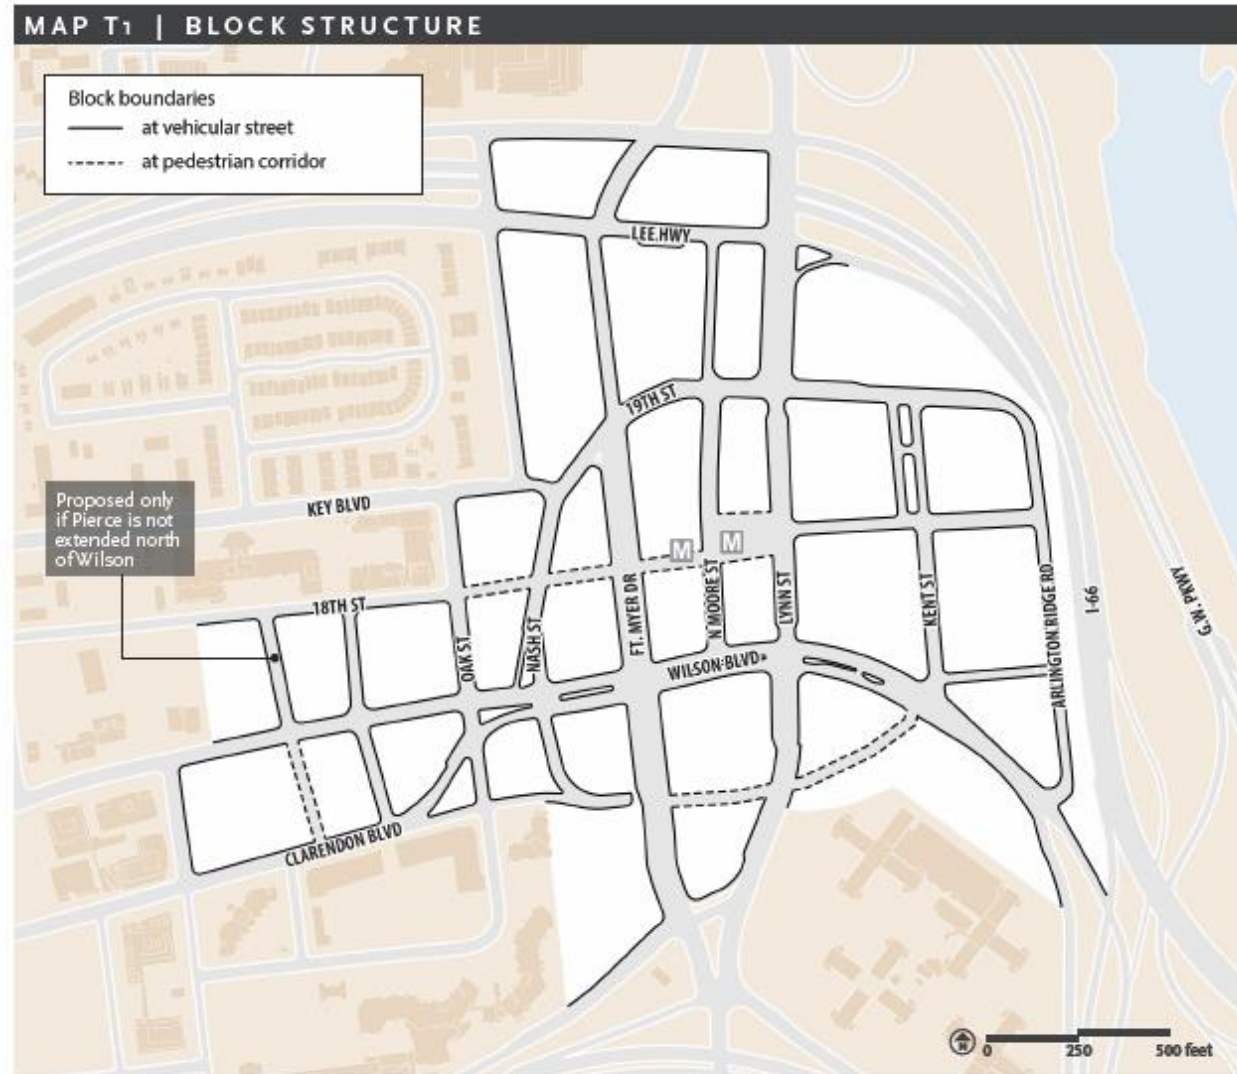 MAP T1 | BLOCK STRUCTURE
Block boundaries
at vehicular street
at pedestrian corridor
LEE HWY
19TH ST
KEY BLVD
Proposed only
if Pierce is not
extended north
of Wilson
18TH ST
OAK ST
NASH ST
FT. MYER DR
M
M
N MOORE ST
LYNN ST
KENT ST
ARLINGTON RIDGE RD
I-66
G.W. PKWY
WILSON BLVD
CLARENDON BLVD
N
0 250 500 feet